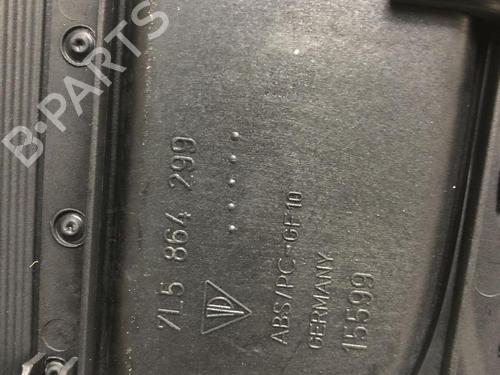 B-PARTS
7L5 864 299
ABS/PC-GF10
GERMANY
15599